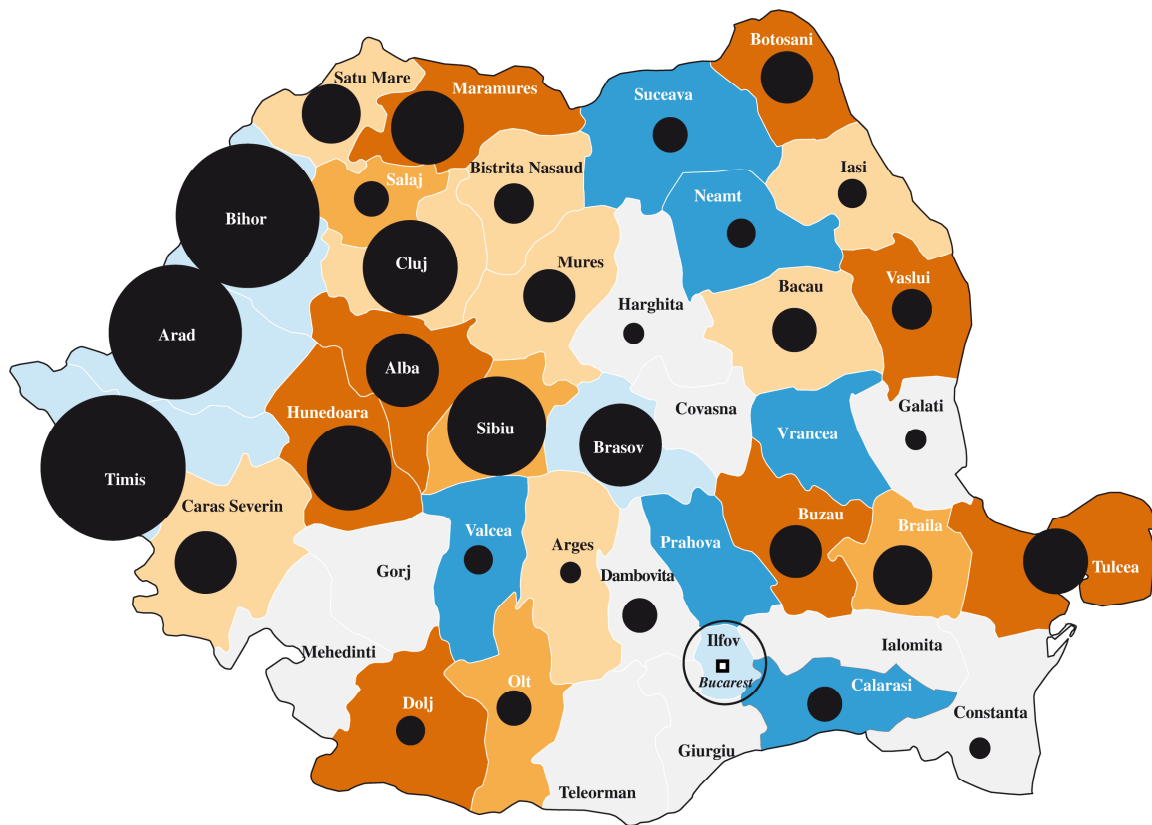 Botosani
Satu Mare
Maramures
Suceava
Bistrita Nasaud
Iasi
Salaj
Neamt
Bihor
Cluj
Mures
Bacau
Vaslui
Harghita
Arad
Alba
Covasna
Galati
Hunedoara
Sibiu
Brasov
Vrancea
Timis
Caras Severin
Valcea
Arges
Prahova
Buzau
Braila
Gorj
Dambovita
Tulcea
Mehedinti
Ilfov
Ialomita
Bucarest
Olt
Calarasi
Dolj
Constanta
Giurgiu
Teleorman